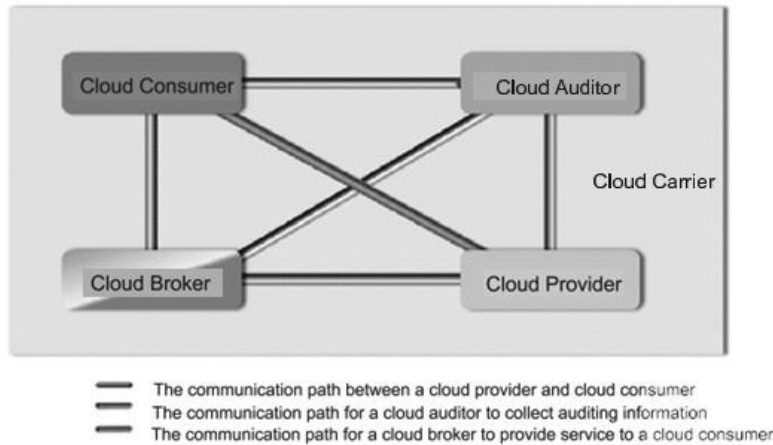 Cloud Consumer
Cloud Auditor
Cloud Carrier
Cloud Broker
Cloud Provider
The communication path between a cloud provider and cloud consumer
The communication path for a cloud auditor to collect auditing information
The communication path for a cloud broker to provide service to a cloud consumer